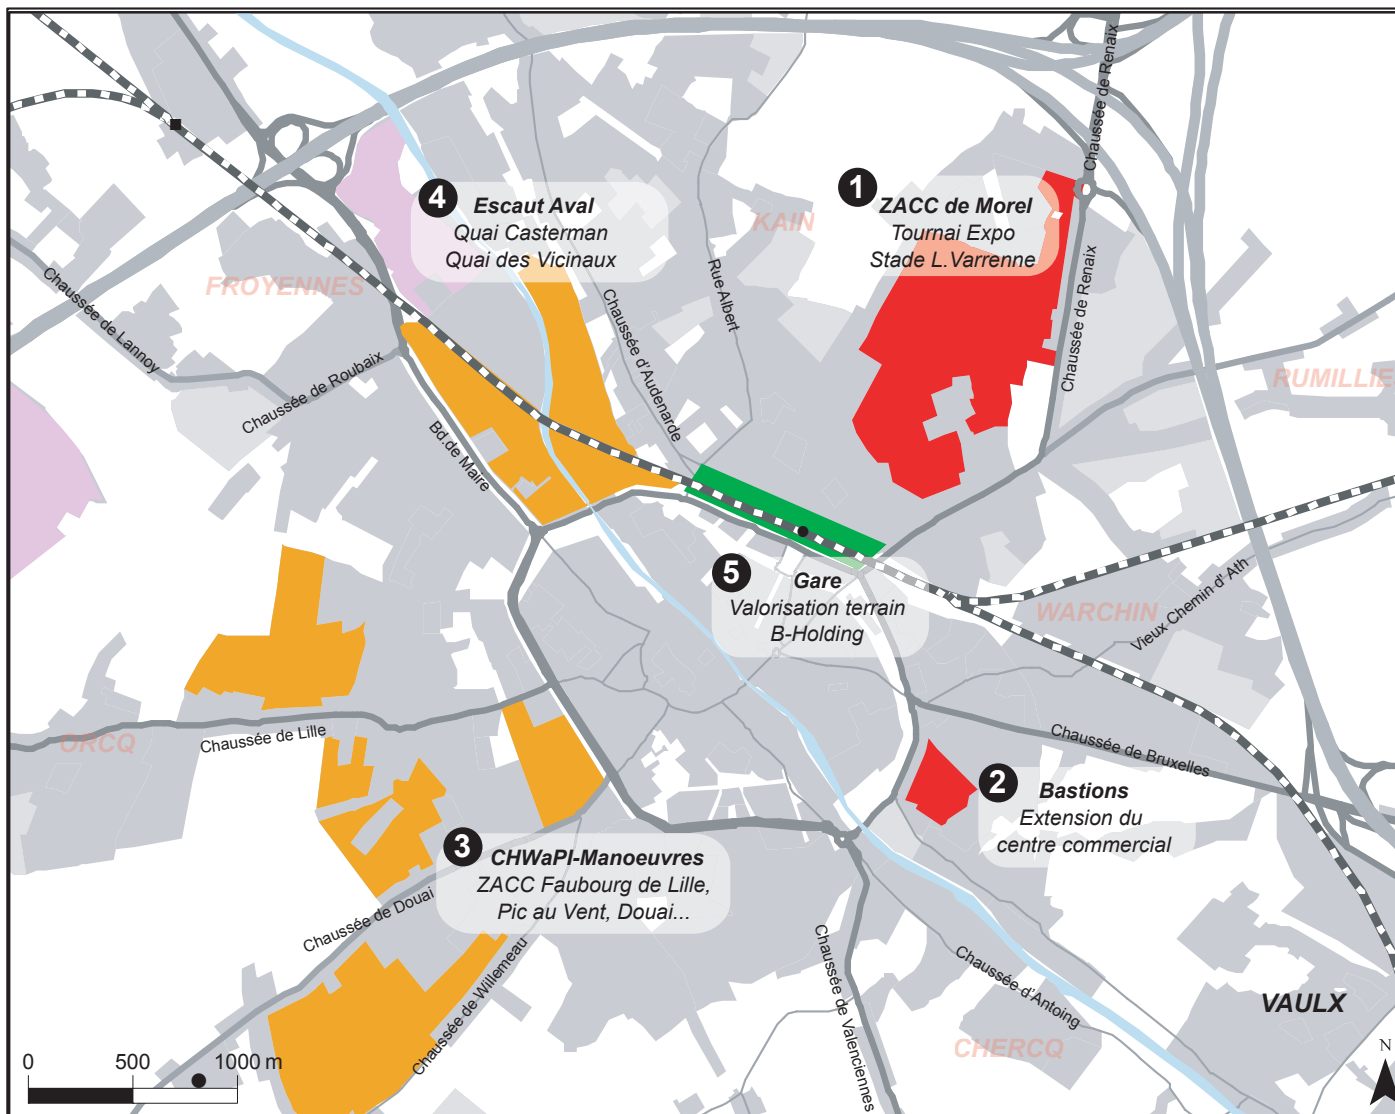 Chaussée de Renaix
1
ZACC de Morel
Tournai Expo
Stade L.Varrenne
4
Escaut Aval
Quai Casterman
Quai des Vicinaux
KAIN
FROYENNES
Chaussée de Lannoy
Chaussée de Roubaix
Chaussée d'Audenarde
Rue Albert
Chaussée de Renaix
RUMILLIE
Bd.de Maire
5
Gare
Valorisation terrain
B-Holding
WARCHIN
Vieux Chemin d' Ath
ORCQ
Chaussée de Lille
Chaussée de Bruxelles
2
Bastions
Extension du
centre commercial
3
CHWaPI-Manoeuvres
ZACC Faubourg de Lille,
Pic au Vent, Douai...
Chaussée de Douai
Chaussée de Willemeau
Chaussée de Valenciennes
Chaussée d'Antoing
VAULX
CHERCQ
0 500 1000 m
N